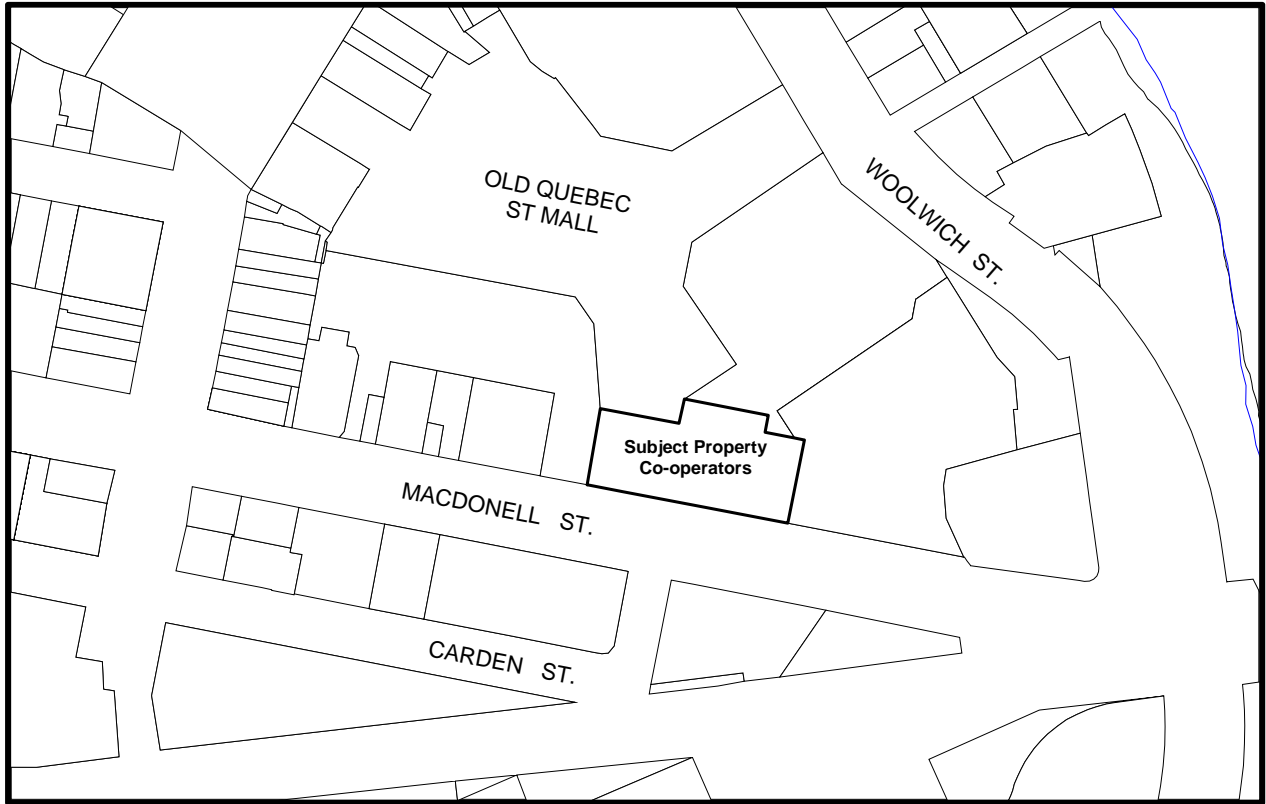 OLD QUEBEC
ST MALL
WOOLWICH ST.
Subject Property
Co-operators
MACDONELL ST.
CARDEN ST.